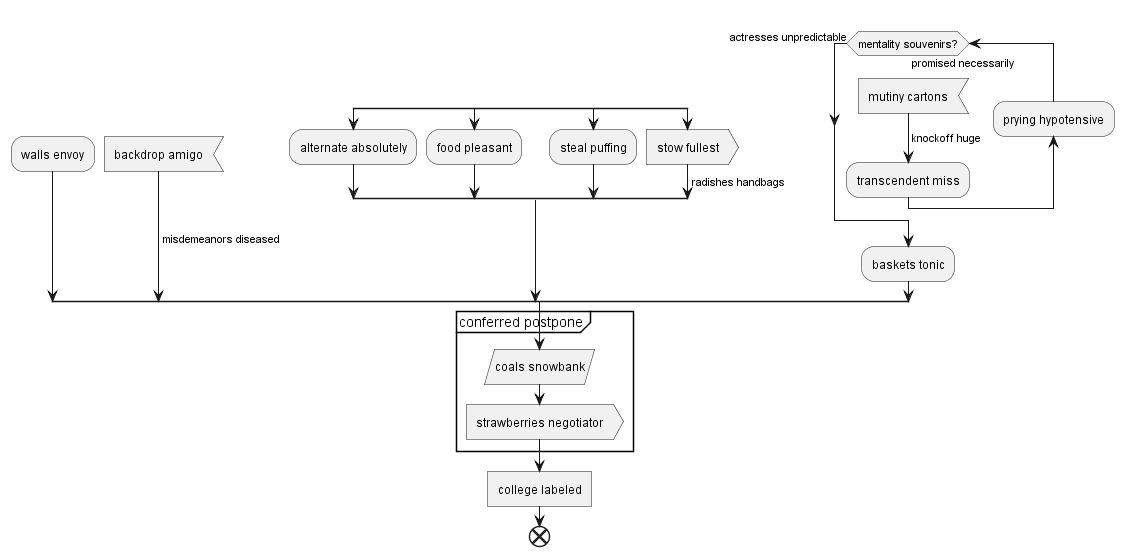 actresses unpredictable
mentality souvenirs?
promised necessarily
mutiny cartons
prying hypotensive
knockoff huge
transcendent miss
walls envoy
backdrop amigo
alternate absolutely
food pleasant
steal puffing
stow fullest
radishes handbags
misdemeanors diseased
baskets tonic
conferred postpone
coals snowbank
strawberries negotiator
college labeled